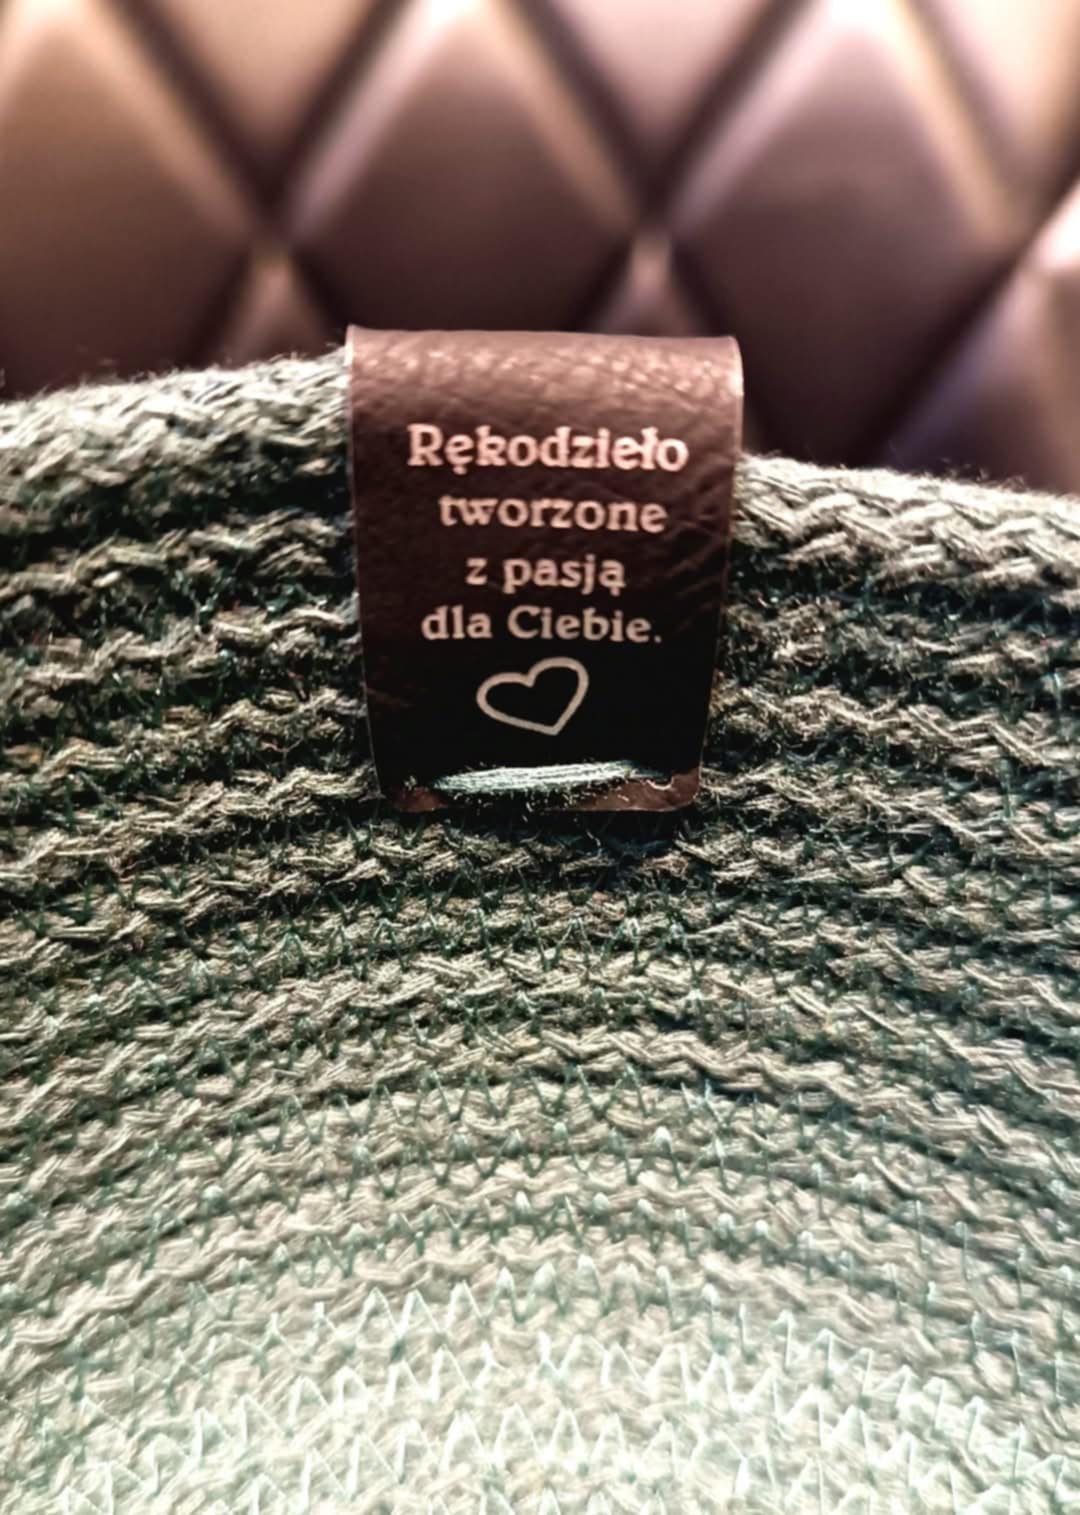 Rękodzieło
tworzone
z pasją
dla Ciebie.